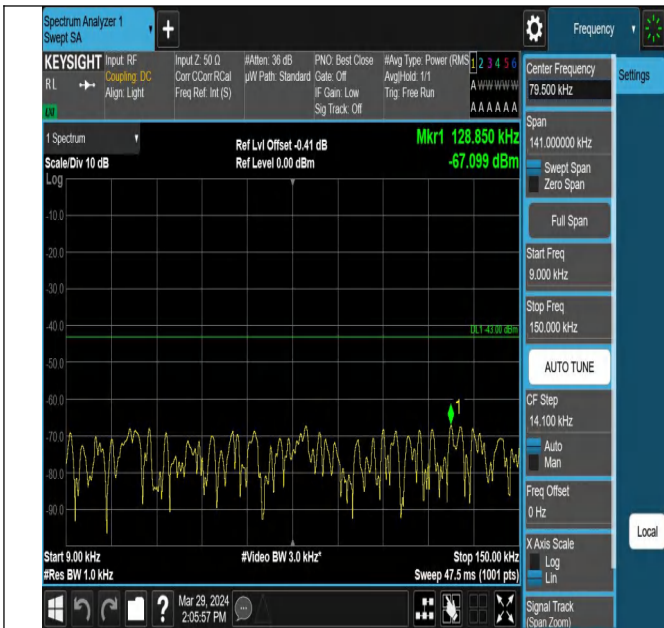 Spectrum Analyzer 1
Swept SA
+
Frequency
KEYSIGHT
RL
LXI
Input: RF
Coupling: DC
Align: Light
Input Z: 50 Ω
Corr CCorr RCal
Freq Ref: Int (S)
#Atten: 36 dB
µW Path: Standard
PNO: Best Close
Gate: Off
IF Gain: Low
Sig Track: Off
#Avg Type: Power (RMS
Avg|Hold: 1/1
Trig: Free Run
1 2 3 4 5 6
A W W W W W
A A A A A A
1 Spectrum
Scale/Div 10 dB
Ref Lvl Offset -0.41 dB
Ref Level 0.00 dBm
Mkr1 128.850 kHz
-67.099 dBm
Log
-10.0
-20.0
-30.0
-40.0
-50.0
-60.0
-70.0
-80.0
-90.0
DL1 -43.00 dBm
1
Start 9.00 kHz
#Res BW 1.0 kHz
#Video BW 3.0 kHz*
Stop 150.00 kHz
Sweep 47.5 ms (1001 pts)
Mar 29, 2024
2:05:57 PM
?
Center Frequency
79.500 kHz
Span
141.000000 kHz
Swept Span
Zero Span
Full Span
Start Freq
9.000 kHz
Stop Freq
150.000 kHz
AUTO TUNE
CF Step
14.100 kHz
Auto
Man
Freq Offset
0 Hz
X Axis Scale
Log
Lin
Signal Track
(Span Zoom)
Settings
Local